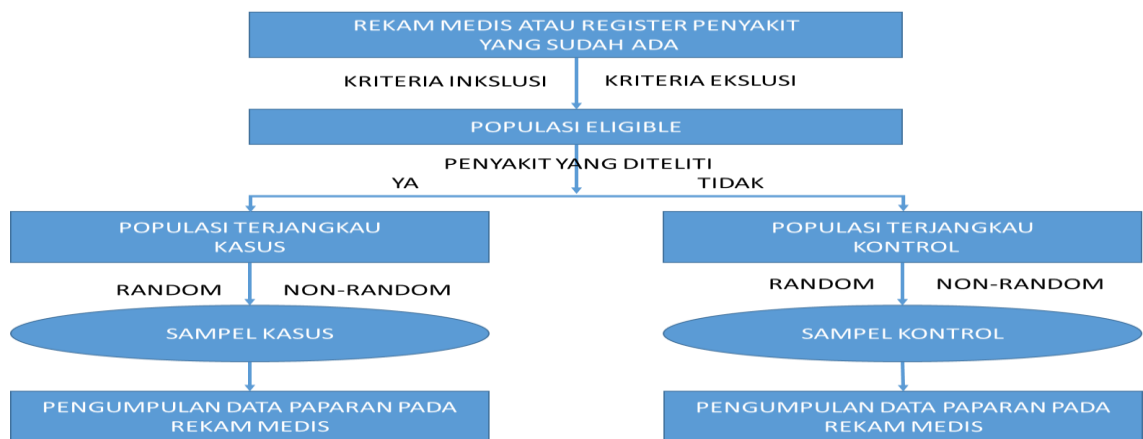 REKAM MEDIS ATAU REGISTER PENYAKIT
YANG SUDAH ADA
KRITERIA INKSLUSI
KRITERIA EKSLUSI
POPULASI ELIGIBLE
PENYAKIT YANG DITELITI
YA
TIDAK
POPULASI TERJANGKAU
KASUS
POPULASI TERJANGKAU
KONTROL
RANDOM
NON-RANDOM
RANDOM
NON-RANDOM
SAMPEL KASUS
SAMPEL KONTROL
PENGUMPULAN DATA PAPARAN PADA
REKAM MEDIS
PENGUMPULAN DATA PAPARAN PADA
REKAM MEDIS